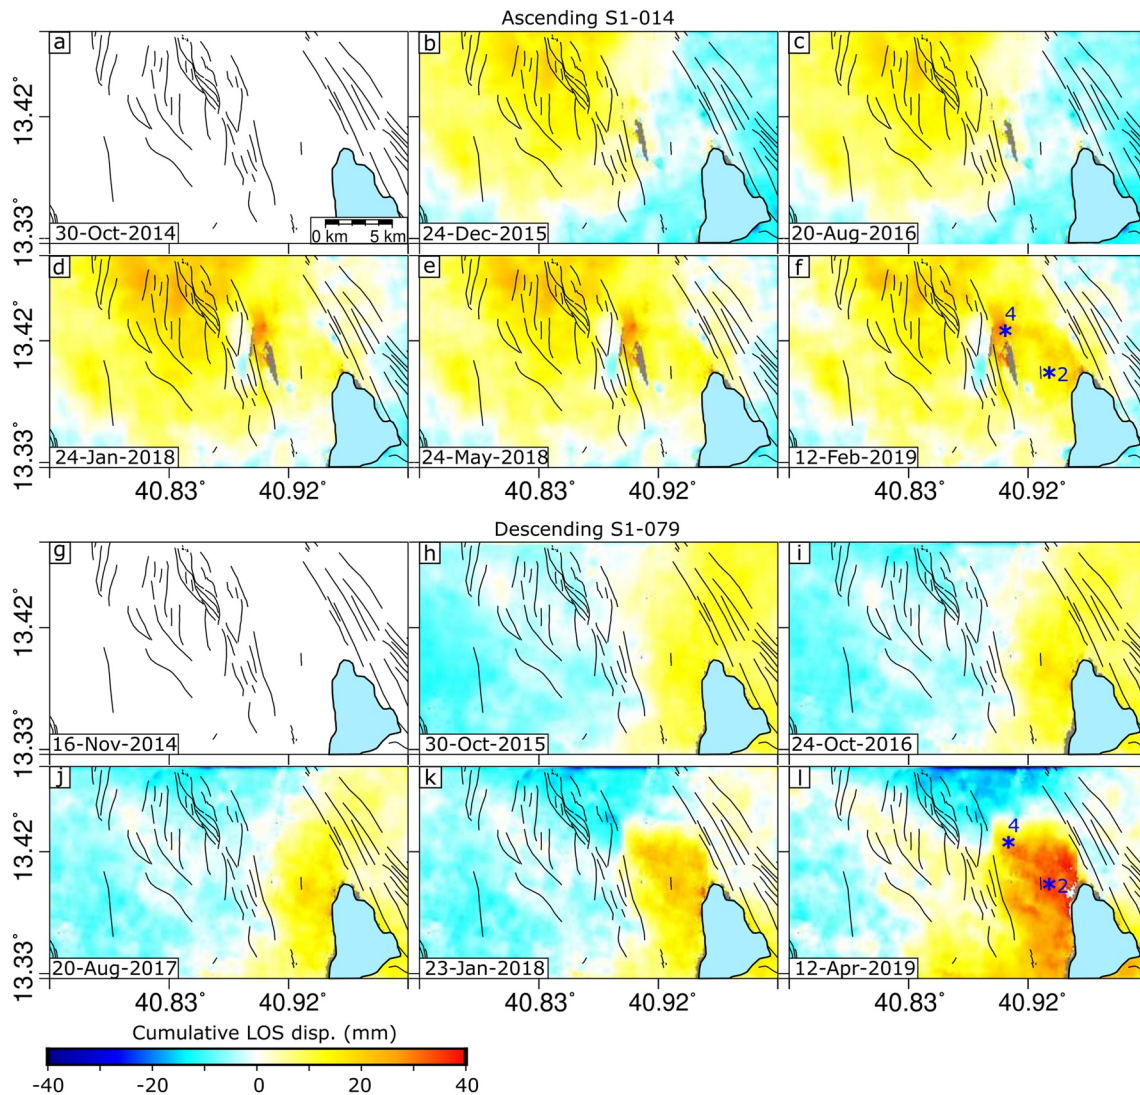 Ascending S1-014
a
b
c
13.42°
13.33°
30-Oct-2014
0 km 5 km
24-Dec-2015
20-Aug-2016
d
e
f
13.42°
13.33°
4
2
24-Jan-2018
24-May-2018
12-Feb-2019
40.83° 40.92° 40.83° 40.92° 40.83° 40.92°
Descending S1-079
g
h
i
13.42°
13.33°
16-Nov-2014
30-Oct-2015
24-Oct-2016
j
k
l
13.42°
13.33°
4
2
20-Aug-2017
23-Jan-2018
12-Apr-2019
40.83° 40.92° 40.83° 40.92° 40.83° 40.92°
Cumulative LOS disp. (mm)
-40 -20 0 20 40